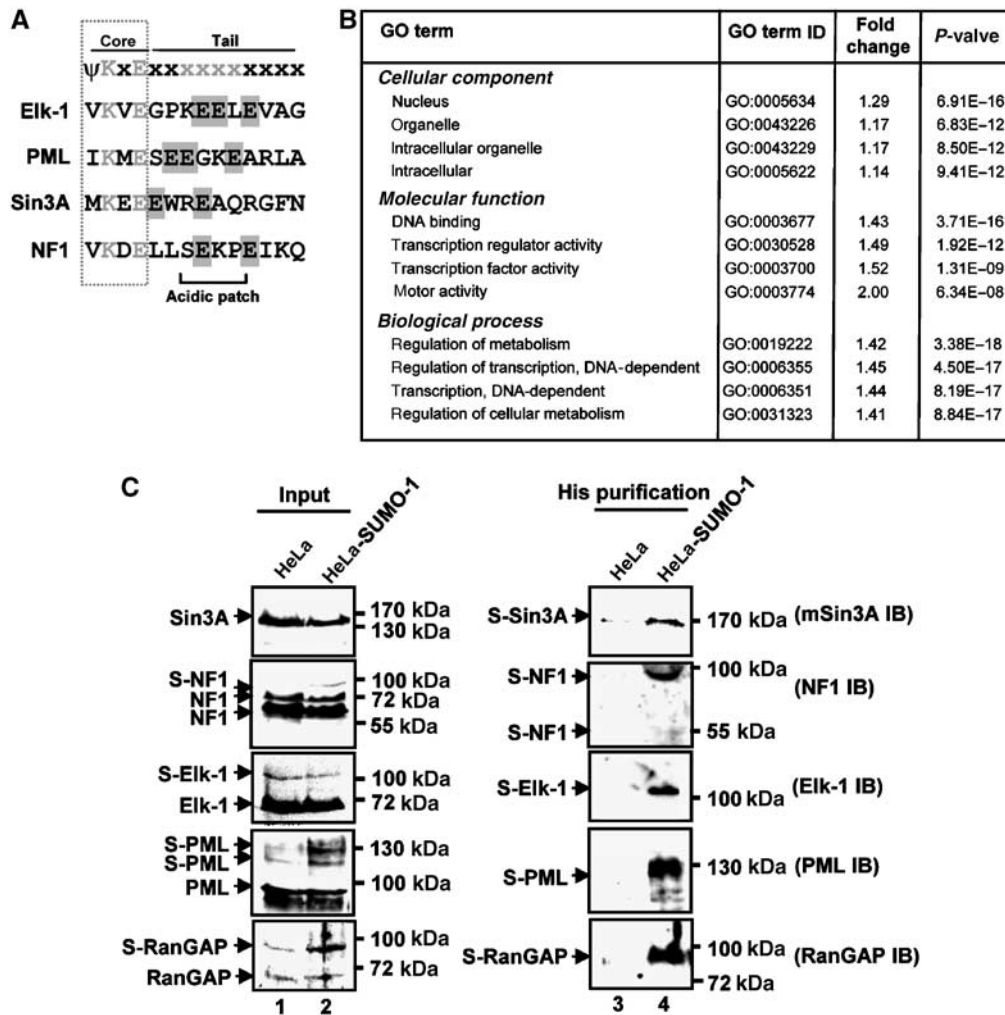 A
Core Tail
ψKxExxxxxxxxxx
Elk-1 VKVEGPKEELEVAG
PML IKMESEEGKEARLA
Sin3A MKEEEWREAQRGFN
NF1 VKDELLSEKPEIKQ
Acidic patch
B
GO term GO term ID Fold change P-valve
Cellular component
Nucleus GO:0005634 1.29 6.91E–16
Organelle GO:0043226 1.17 6.83E–12
Intracellular organelle GO:0043229 1.17 8.50E–12
Intracellular GO:0005622 1.14 9.41E–12
Molecular function
DNA binding GO:0003677 1.43 3.71E–16
Transcription regulator activity GO:0030528 1.49 1.92E–12
Transcription factor activity GO:0003700 1.52 1.31E–09
Motor activity GO:0003774 2.00 6.34E–08
Biological process
Regulation of metabolism GO:0019222 1.42 3.38E–18
Regulation of transcription, DNA-dependent GO:0006355 1.45 4.50E–17
Transcription, DNA-dependent GO:0006351 1.44 8.19E–17
Regulation of cellular metabolism GO:0031323 1.41 8.84E–17
C
Input
HeLa
HeLa-SUMO-1
Sin3A 170 kDa
130 kDa
S-NF1 100 kDa
NF1 72 kDa
NF1
55 kDa
S-Elk-1 100 kDa
Elk-1 72 kDa
S-PML 130 kDa
S-PML
PML 100 kDa
S-RanGAP 100 kDa
RanGAP 72 kDa
1 2
His purification
HeLa
HeLa-SUMO-1
S-Sin3A 170 kDa (mSin3A IB)
S-NF1 100 kDa (NF1 IB)
S-NF1 55 kDa
S-Elk-1 100 kDa (Elk-1 IB)
S-PML 130 kDa (PML IB)
S-RanGAP 100 kDa (RanGAP IB)
72 kDa
3 4